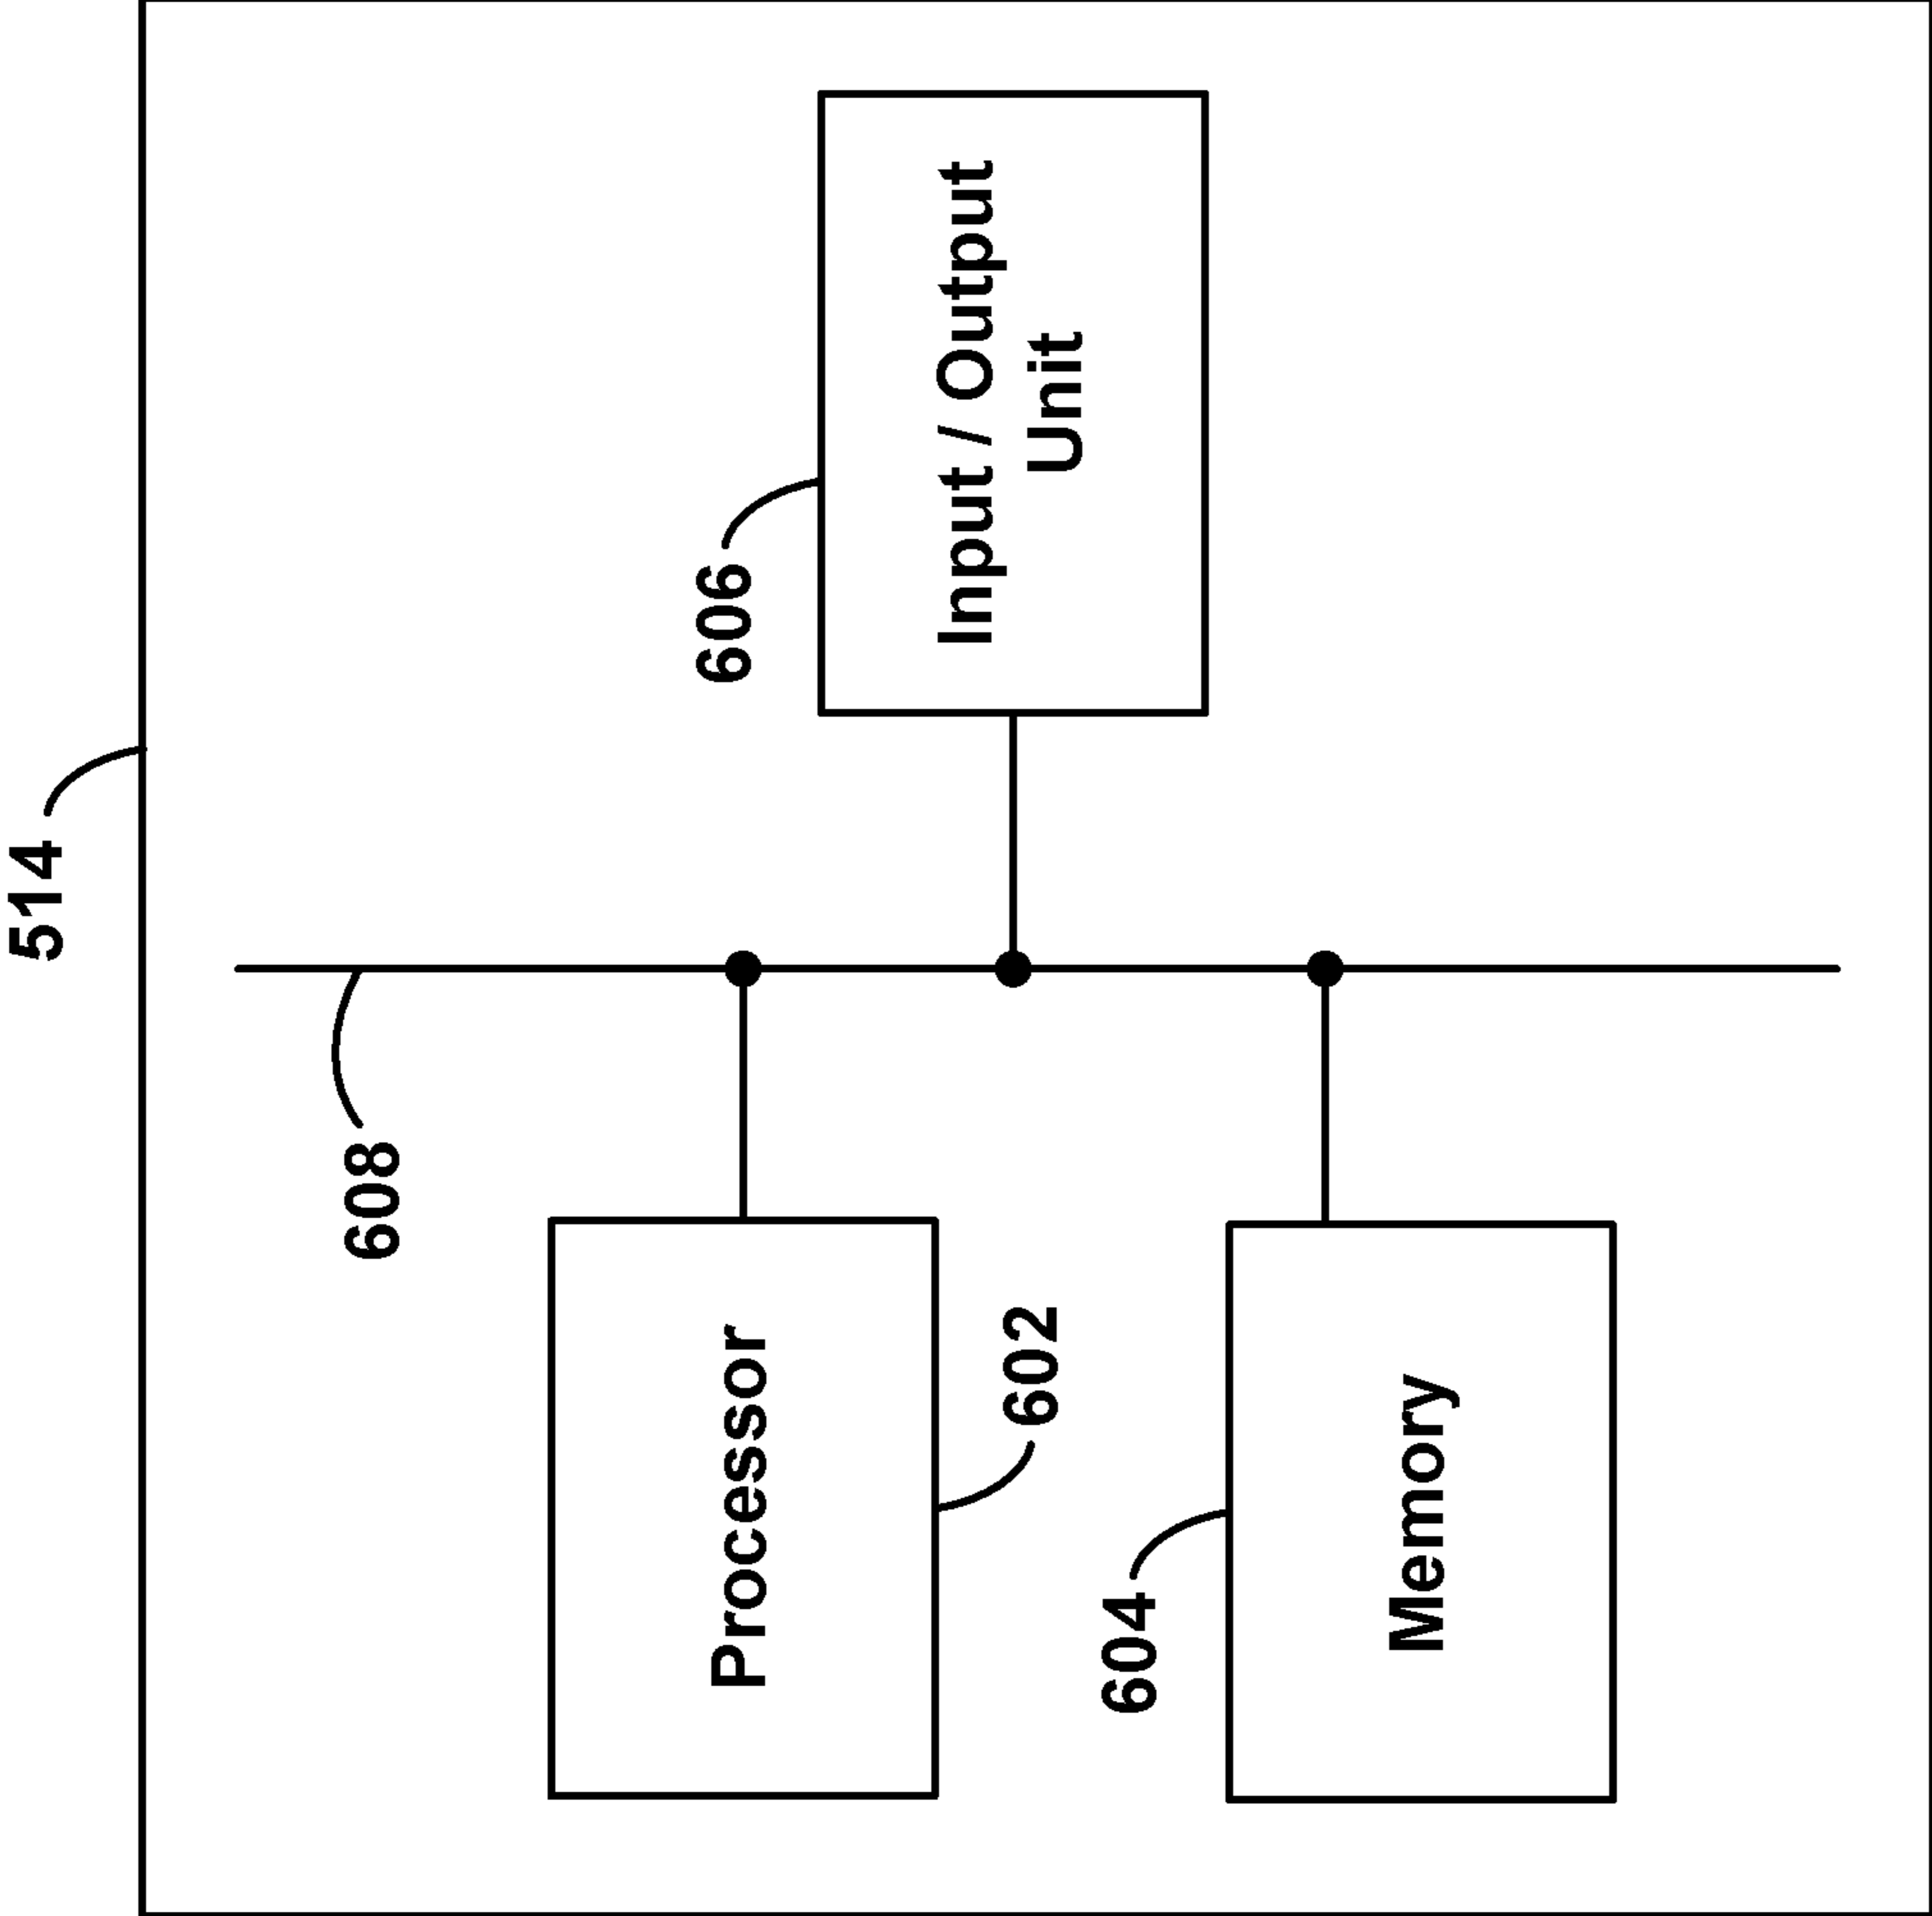 514
608
606
Input / Output
Unit
Processor
602
604
Memory